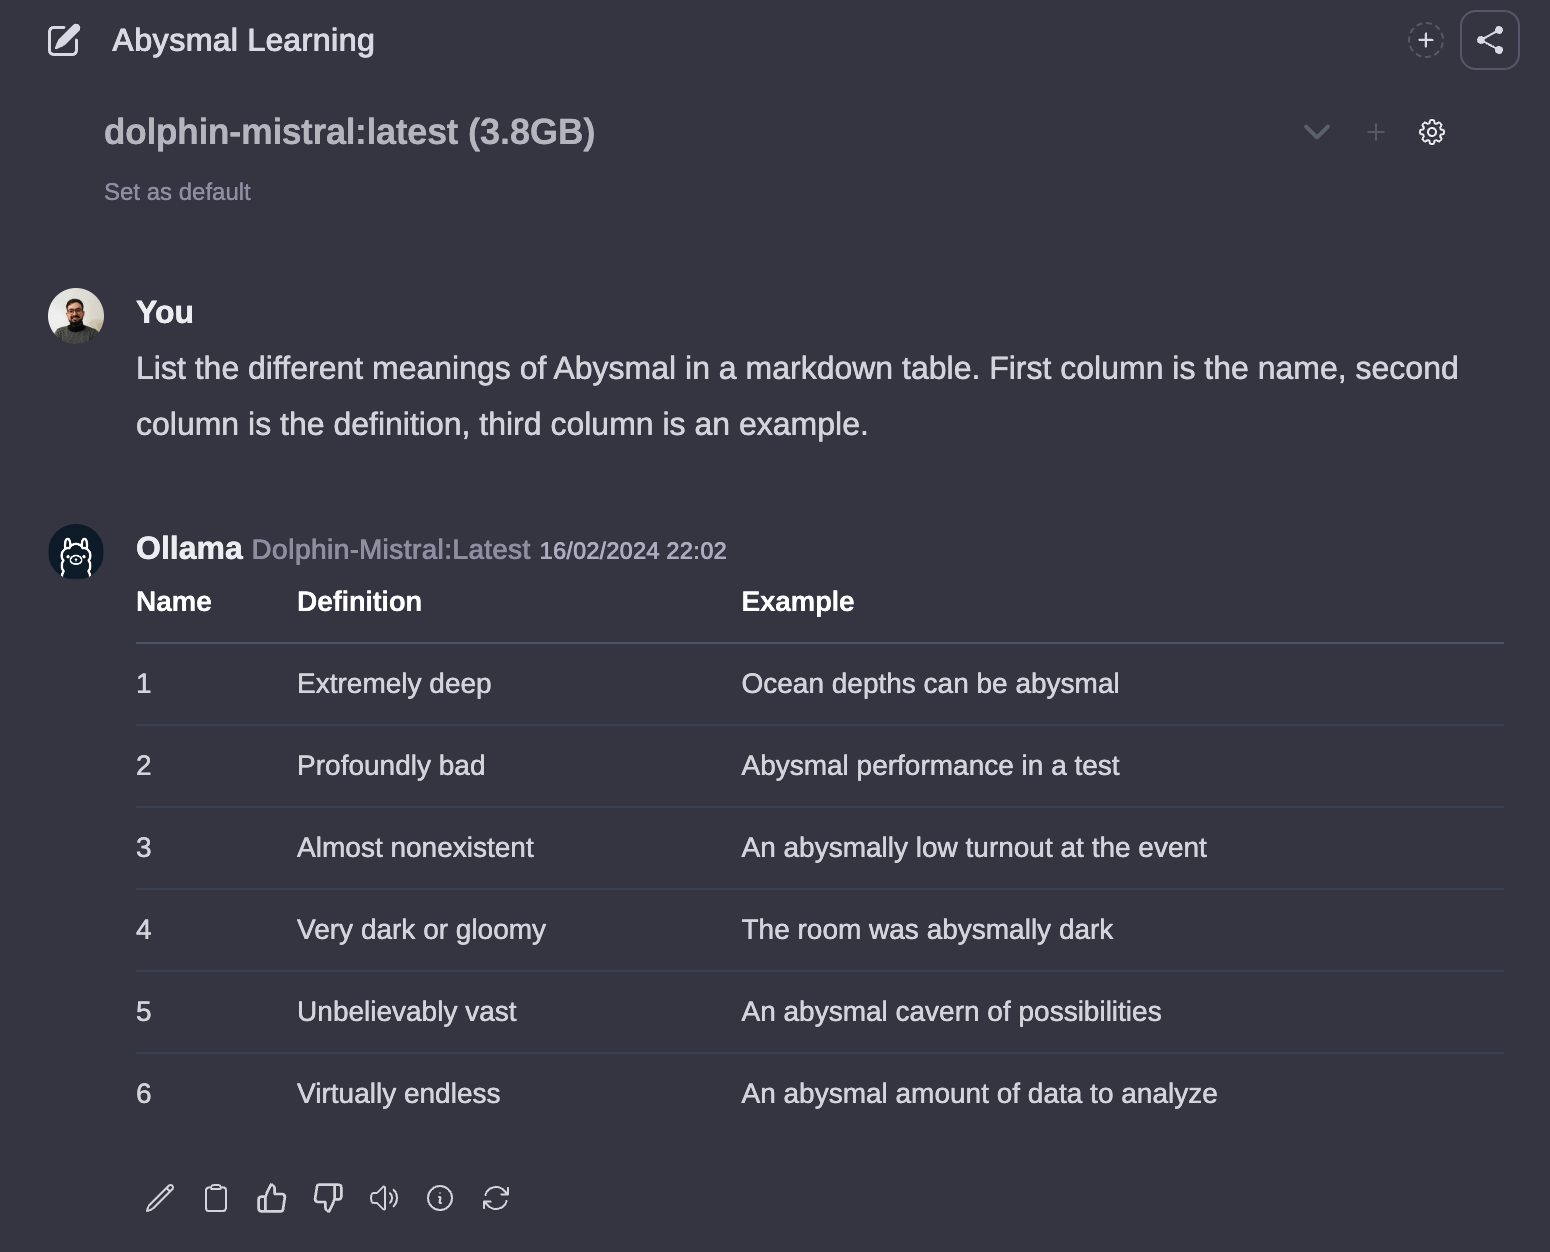 Abysmal Learning
dolphin-mistral:latest (3.8GB)
Set as default
You
List the different meanings of Abysmal in a markdown table. First column is the name, second
column is the definition, third column is an example.
Ollama Dolphin-Mistral:Latest 16/02/2024 22:02
Name Definition Example
1 Extremely deep Ocean depths can be abysmal
2 Profoundly bad Abysmal performance in a test
3 Almost nonexistent An abysmally low turnout at the event
4 Very dark or gloomy The room was abysmally dark
5 Unbelievably vast An abysmal cavern of possibilities
6 Virtually endless An abysmal amount of data to analyze